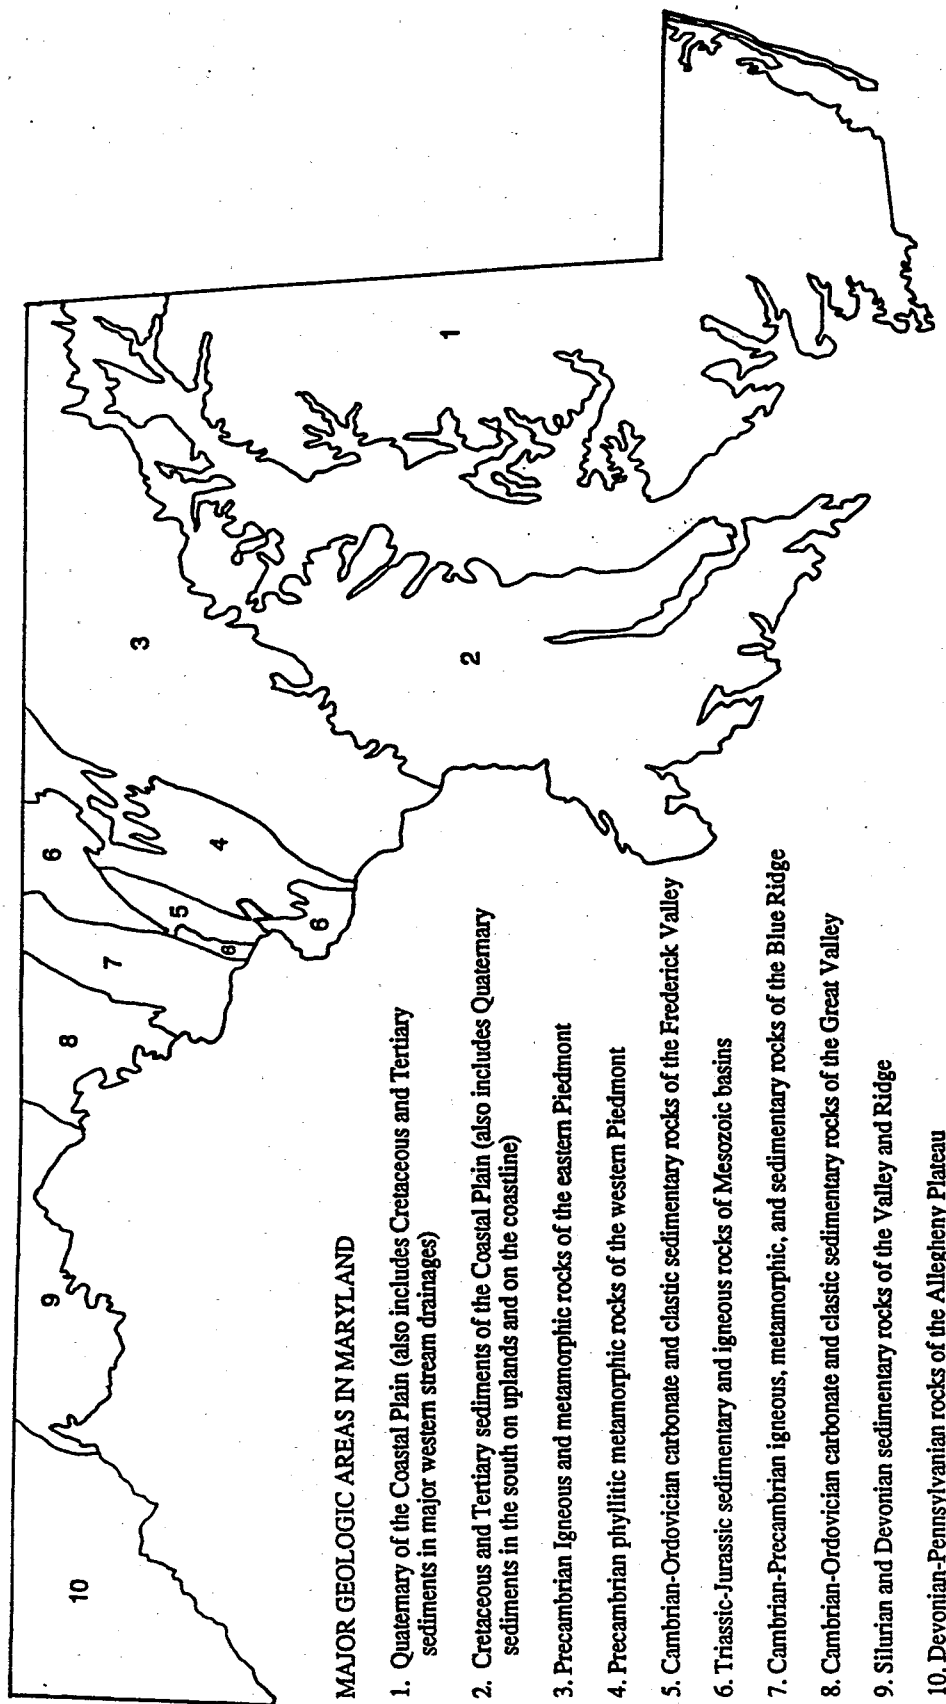 10
9
8
7
6
6
5
6
4
3
2
1
MAJOR GEOLOGIC AREAS IN MARYLAND
1. Quaternary of the Coastal Plain (also includes Cretaceous and Tertiary
sediments in major western stream drainages)
2. Cretaceous and Tertiary sediments of the Coastal Plain (also includes Quaternary
sediments in the south on uplands and on the coastline)
3. Precambrian Igneous and metamorphic rocks of the eastern Piedmont
4. Precambrian phyllitic metamorphic rocks of the western Piedmont
5. Cambrian-Ordovician carbonate and clastic sedimentary rocks of the Frederick Valley
6. Triassic-Jurassic sedimentary and igneous rocks of Mesozoic basins
7. Cambrian-Precambrian igneous, metamorphic, and sedimentary rocks of the Blue Ridge
8. Cambrian-Ordovician carbonate and clastic sedimentary rocks of the Great Valley
9. Silurian and Devonian sedimentary rocks of the Valley and Ridge
10. Devonian-Pennsylvanian rocks of the Allegheny Plateau